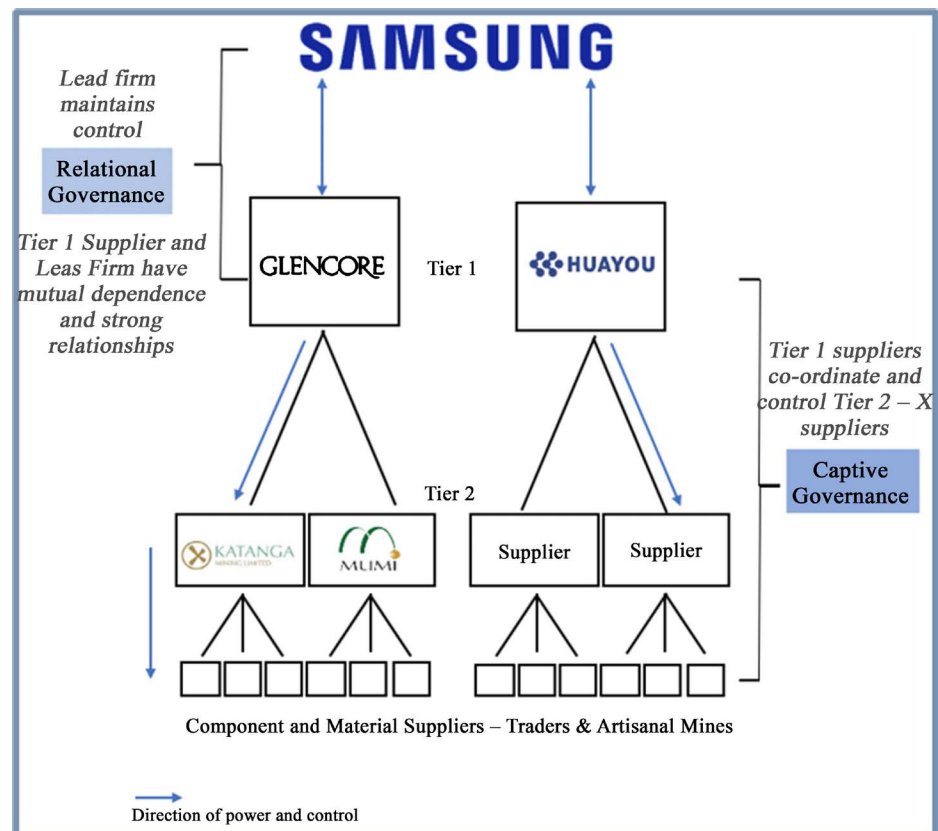 SAMSUNG
Lead firm
maintains
control
Relational
Governance
Tier 1 Supplier and
Leas Firm have
mutual dependence
and strong
relationships
GLENCORE
Tier 1
HUAYOU
Tier 1 suppliers
co-ordinate and
control Tier 2 – X
suppliers
Captive
Governance
Tier 2
KATANGA
MINING LIMITED
MUMI
Supplier
Supplier
Component and Material Suppliers – Traders & Artisanal Mines
Direction of power and control